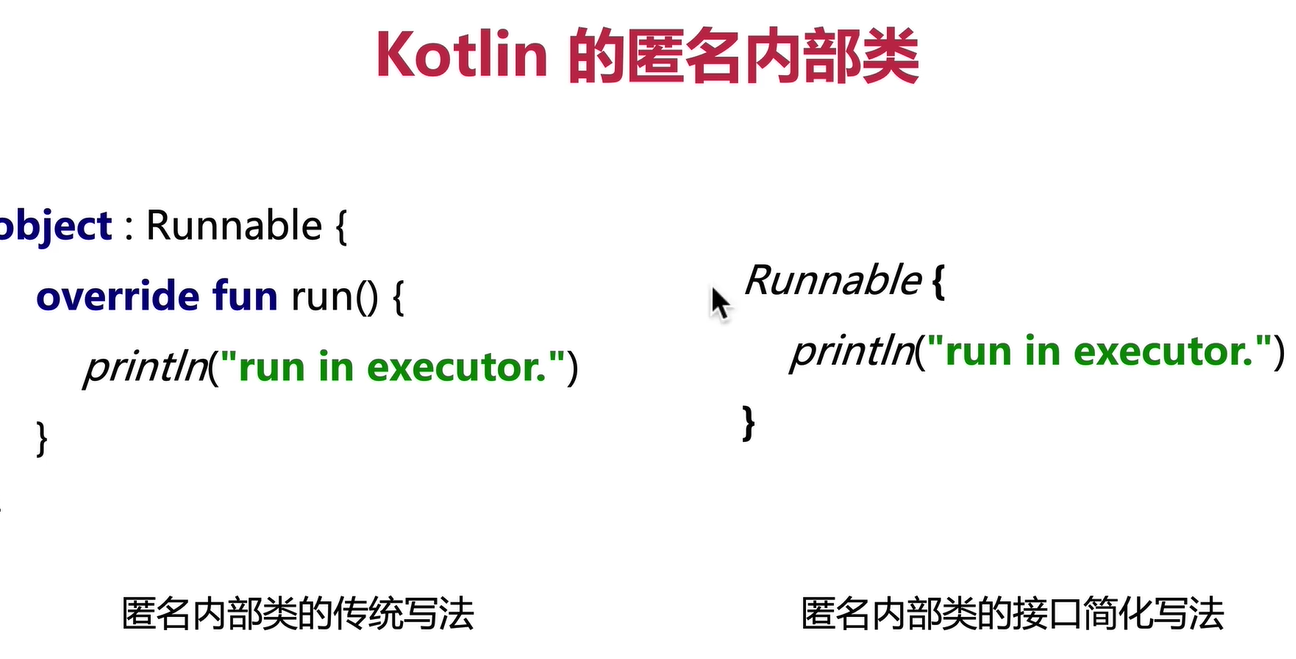 Kotlin 的匿名内部类
object : Runnable {
override fun run() {
println("run in executor.")
}
Runnable {
println("run in executor.")
}
匿名内部类的传统写法
匿名内部类的接口简化写法